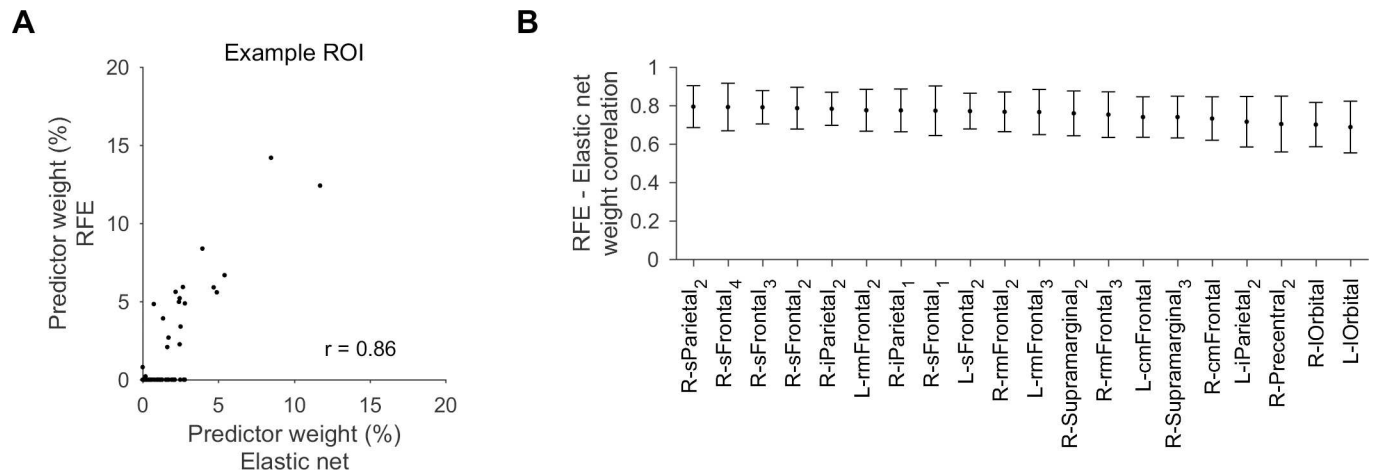 A
Example ROI
20
15
10
5
0
Predictor weight (%)
RFE
r = 0.86
0 5 10 15 20
Predictor weight (%)
Elastic net
B
1
0.8
0.6
0.4
0.2
0
RFE - Elastic net
weight correlation
R-sParietal2
R-sFrontal4
R-sFrontal3
R-sFrontal2
R-iParietal2
L-rmFrontal2
R-iParietal1
R-sFrontal1
L-sFrontal2
R-rmFrontal2
L-rmFrontal3
R-Supramarginal2
R-rmFrontal3
L-cmFrontal
R-Supramarginal3
R-cmFrontal
L-iParietal2
R-Precentral2
R-lOrbital
L-lOrbital